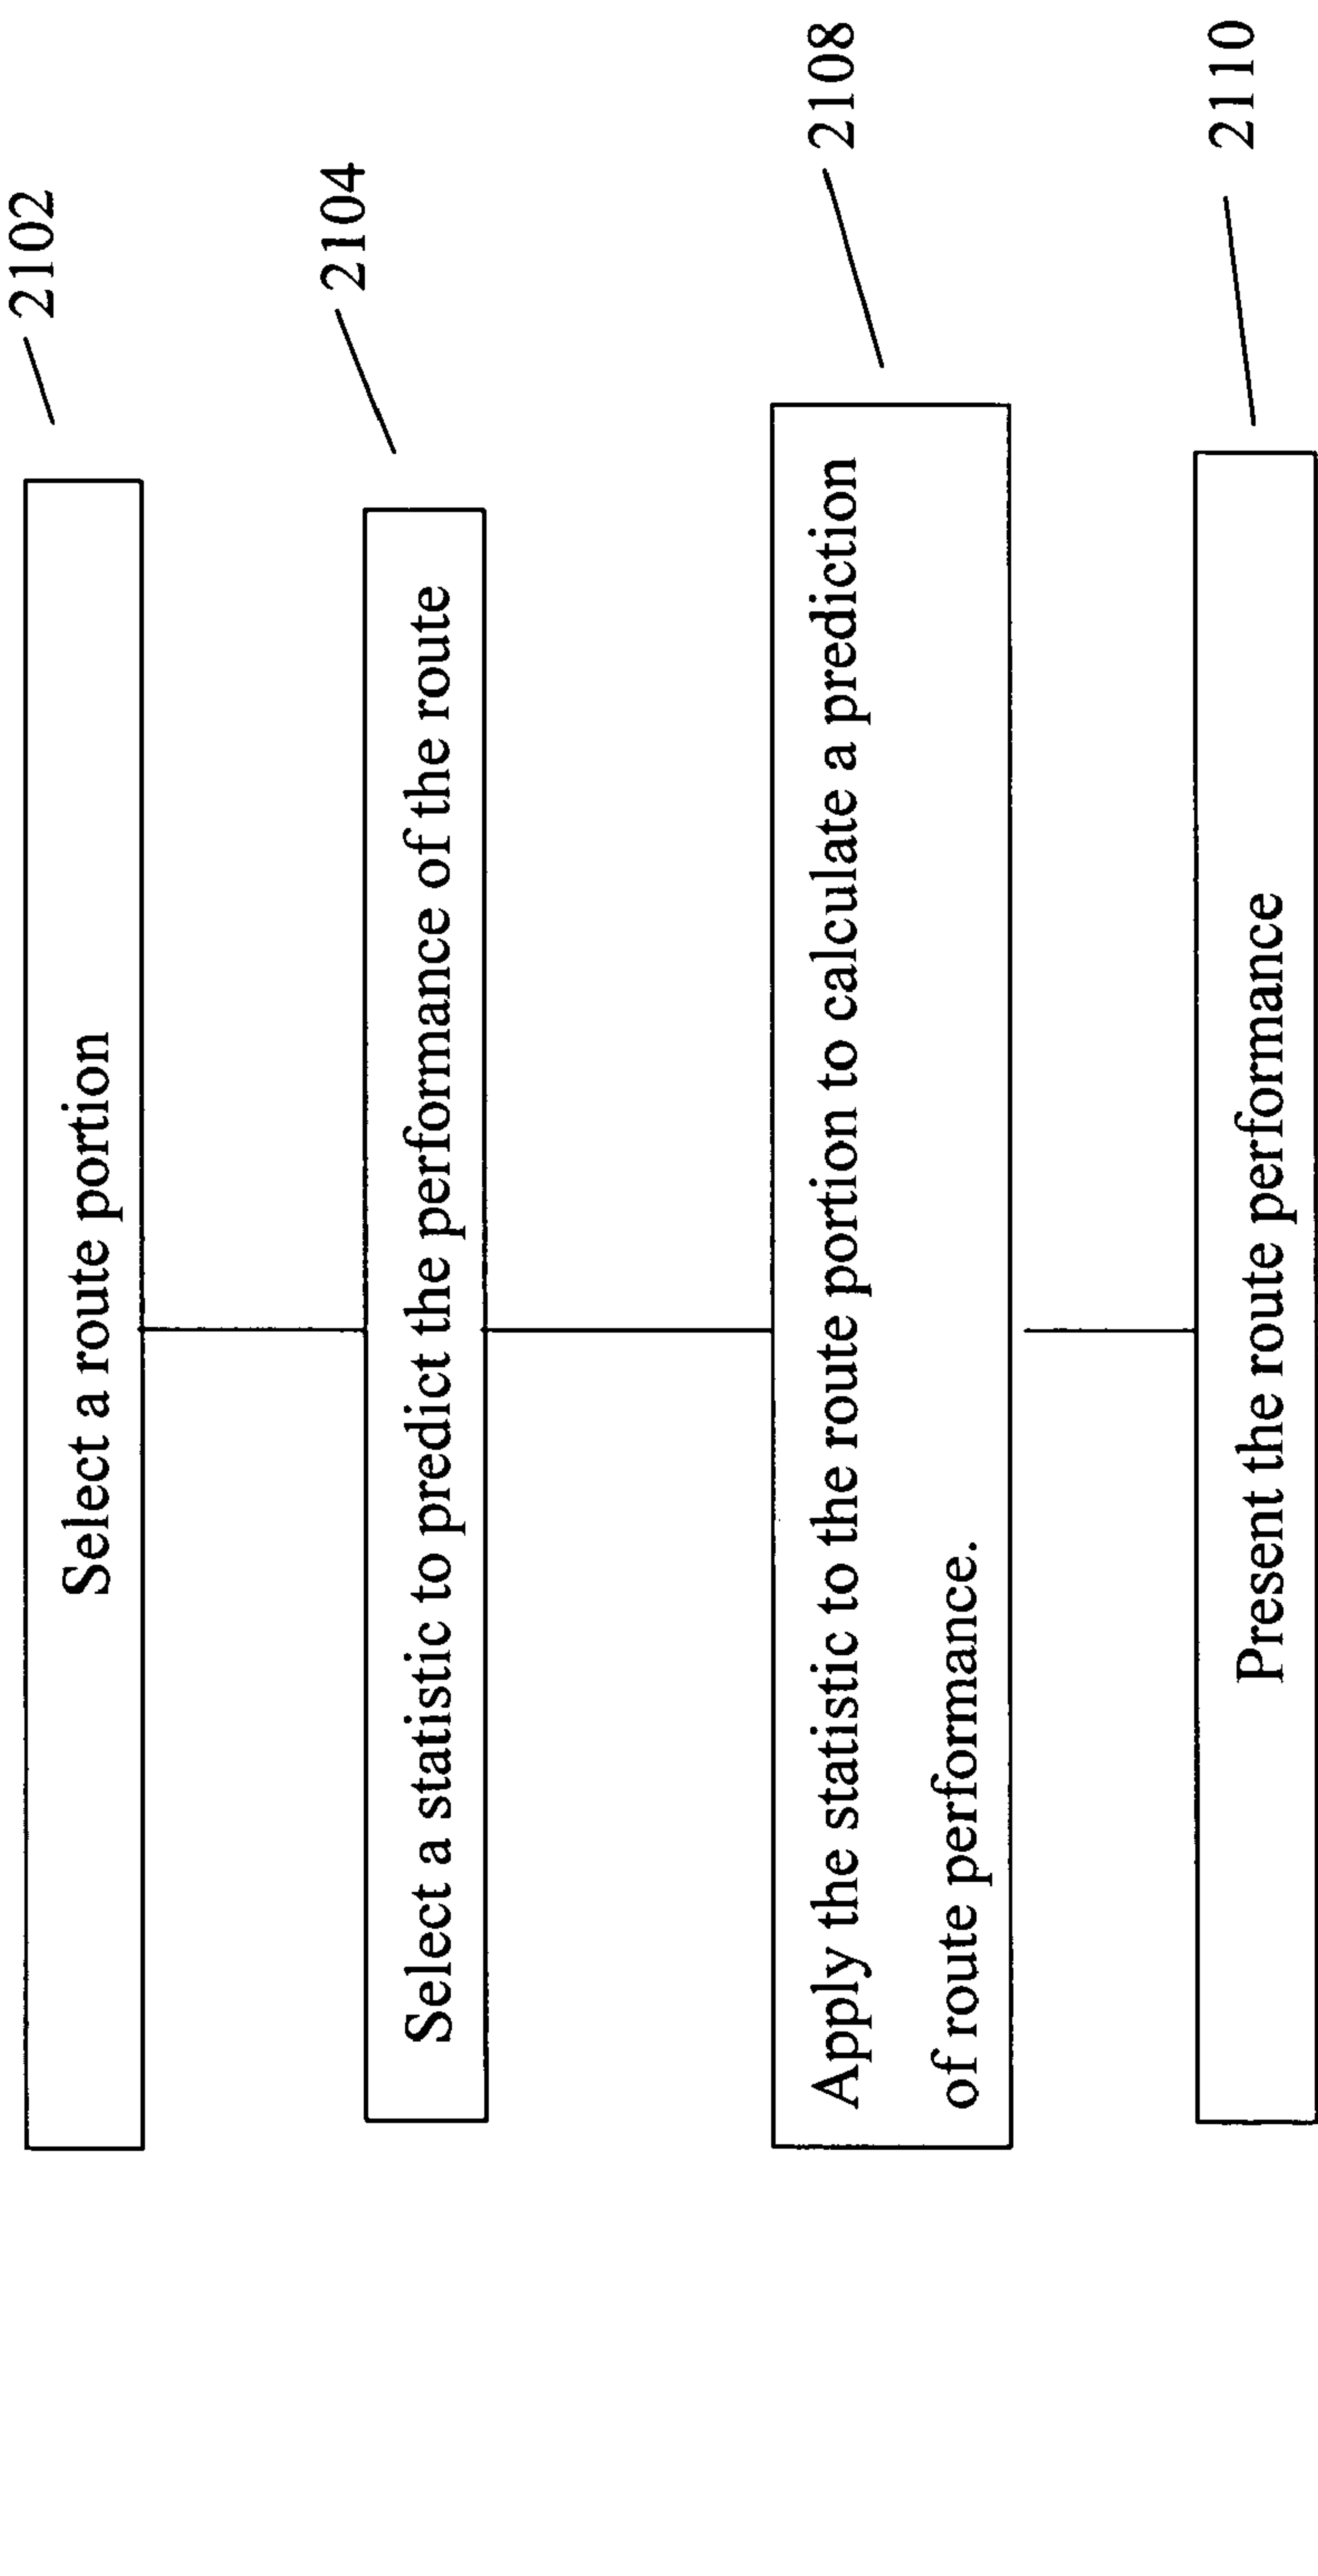 2102
Select a route portion
2104
Select a statistic to predict the performance of the route
2108
Apply the statistic to the route portion to calculate a prediction
of route performance.
2110
Present the route performance